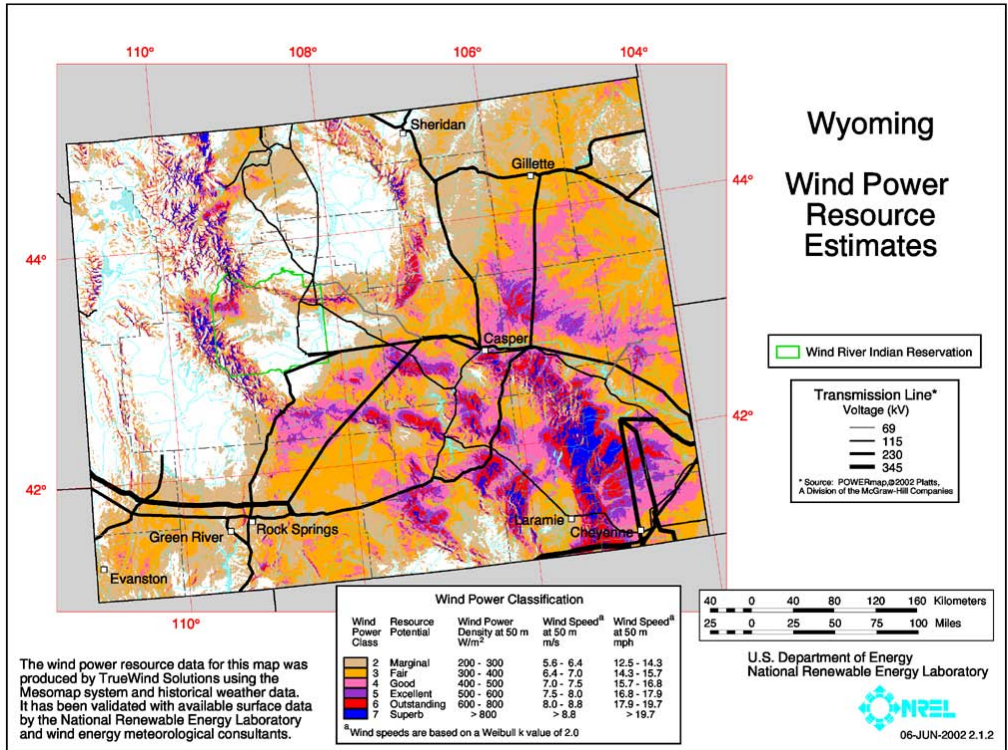 110°
108°
106°
104°
Sheridan
Wyoming
Gillette
44°
Wind Power
Resource
Estimates
44°
Casper
Wind River Indian Reservation
Transmission Line*
Voltage (kV)
42°
69
115
230
345
* Source: POWERmap,©2002 Platts,
A Division of the McGraw-Hill Companies
42°
Laramie
Rock Springs
Green River
Cheyenne
Evanston
110°
Wind Power Classification
Wind Power Class Resource Potential Wind Power Density at 50 m W/m² Wind Speedᵃ at 50 m m/s Wind Speedᵃ at 50 m mph
2 Marginal 200 - 300 5.6 - 6.4 12.5 - 14.3
3 Fair 300 - 400 6.4 - 7.0 14.3 - 15.7
4 Good 400 - 500 7.0 - 7.5 15.7 - 16.8
5 Excellent 500 - 600 7.5 - 8.0 16.8 - 17.9
6 Outstanding 600 - 800 8.0 - 8.8 17.9 - 19.7
7 Superb > 800 > 8.8 > 19.7
ᵃWind speeds are based on a Weibull k value of 2.0
40 0 40 80 120 160 Kilometers
25 0 25 50 75 100 Miles
The wind power resource data for this map was
produced by TrueWind Solutions using the
Mesomap system and historical weather data.
It has been validated with available surface data
by the National Renewable Energy Laboratory
and wind energy meteorological consultants.
U.S. Department of Energy
National Renewable Energy Laboratory
NREL
06-JUN-2002 2.1.2